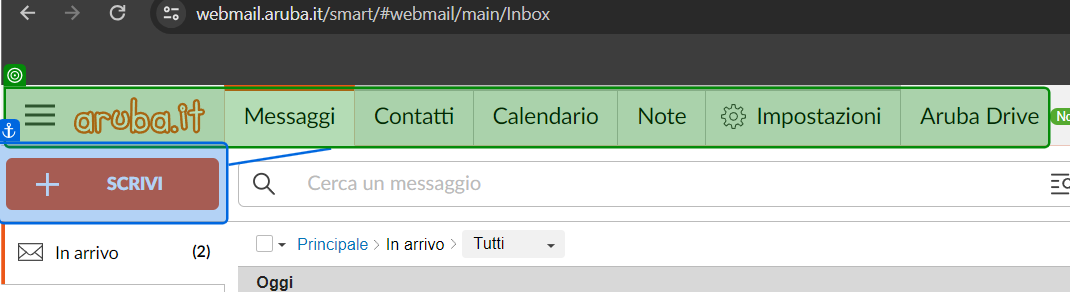 webmail.aruba.it/smart/#webmail/main/Inbox
aruba.it Messaggi Contatti Calendario Note Impostazioni Aruba Drive
SCRIVI Cerca un messaggio
In arrivo (2) Principale In arrivo Tutti
Oggi